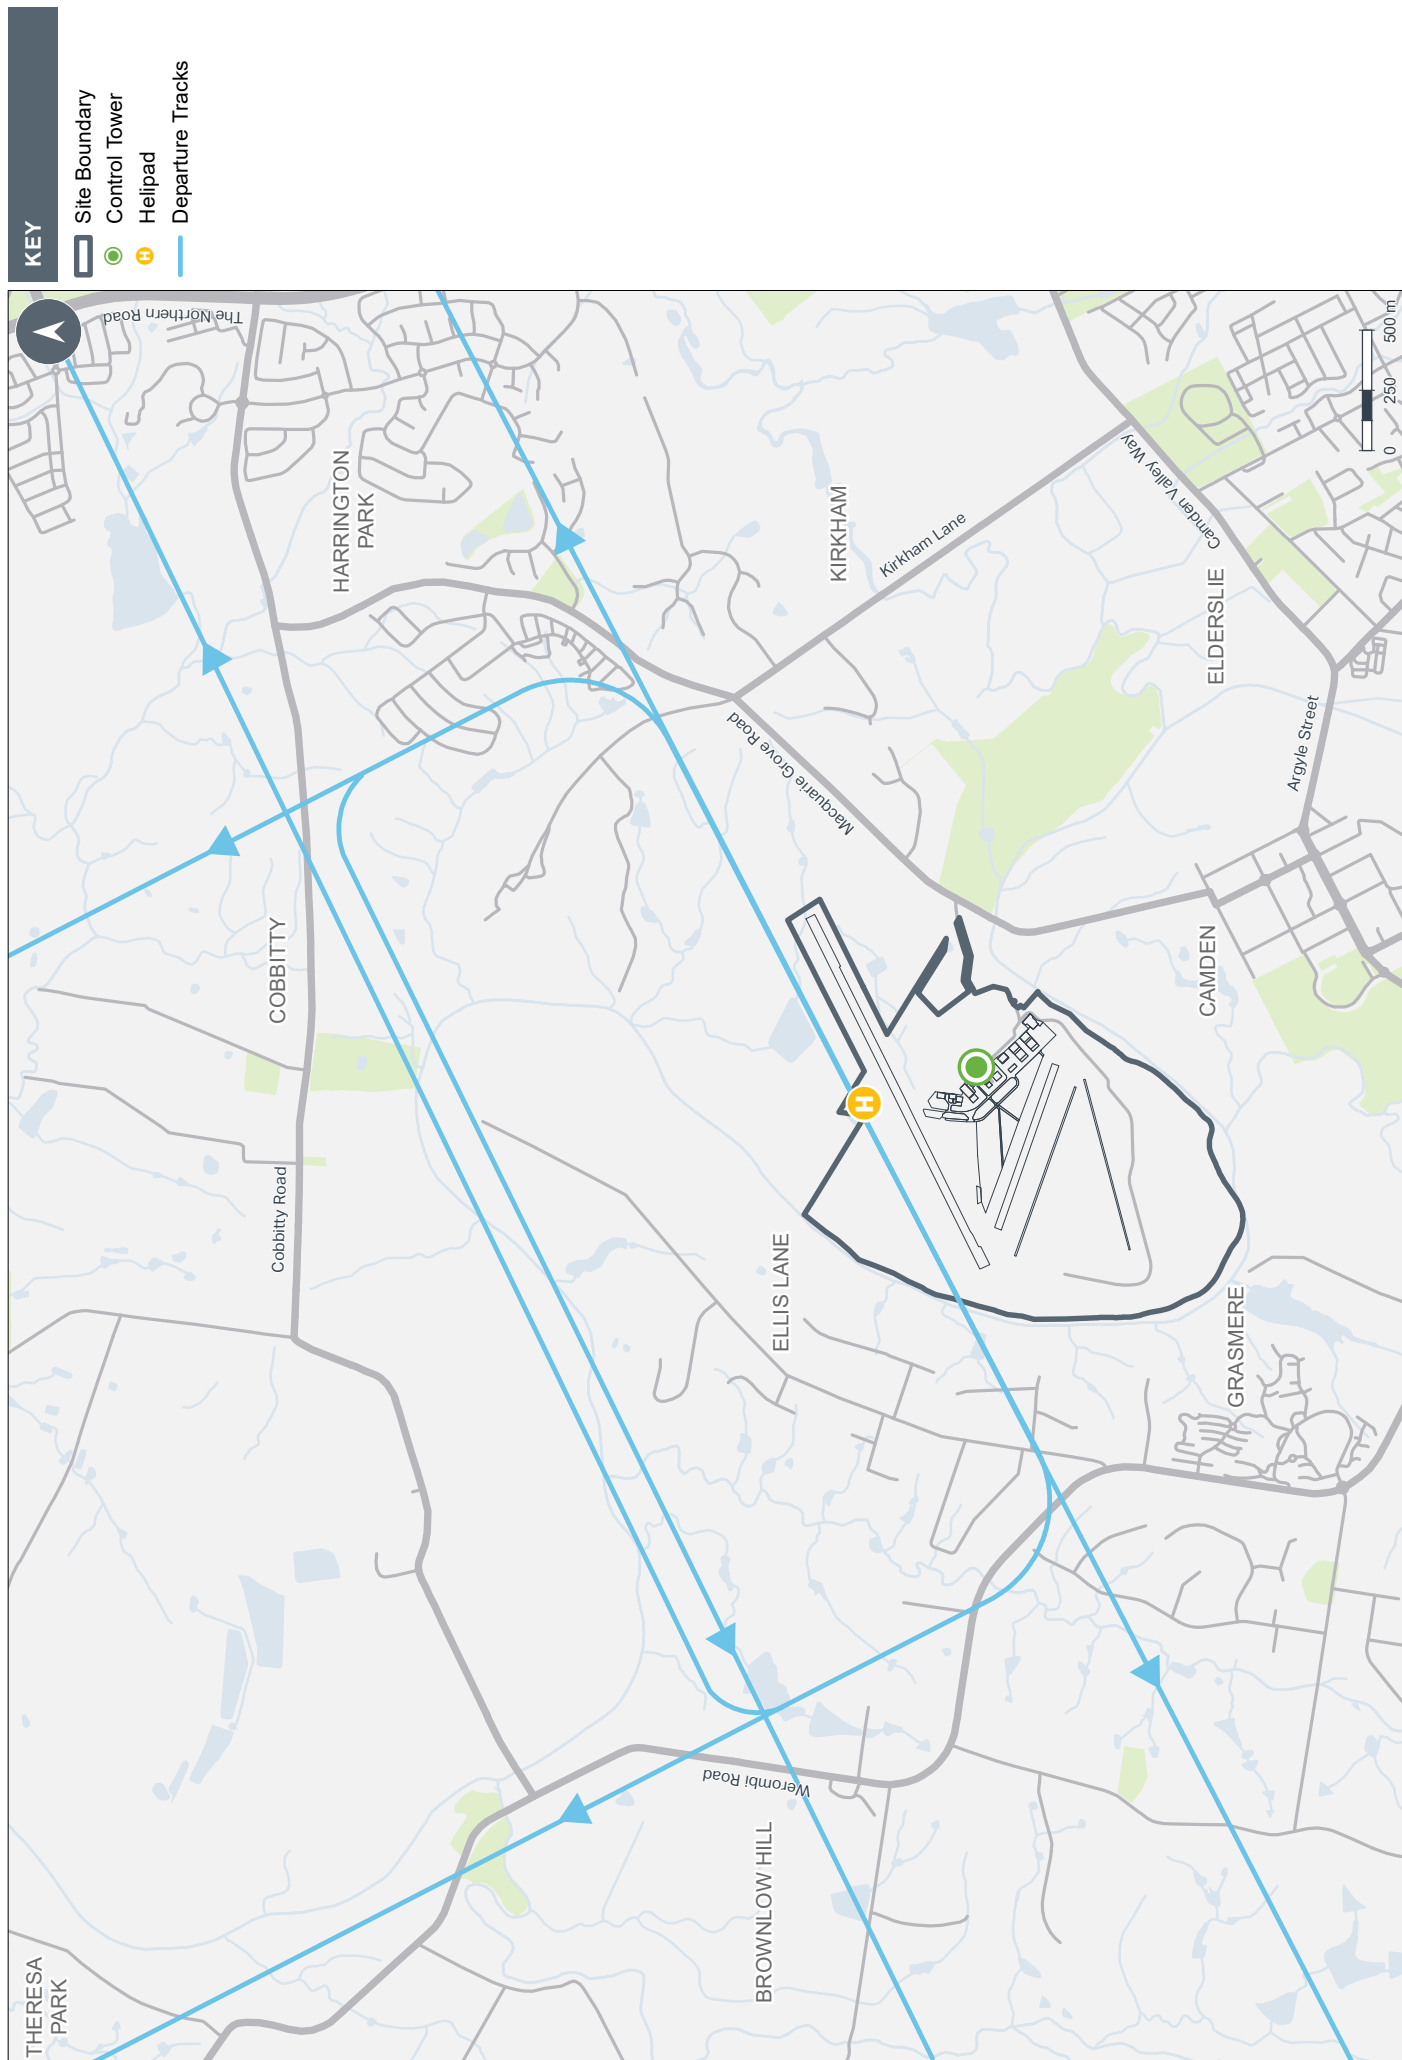 KEY
Site Boundary
Control Tower
H
Helipad
Departure Tracks
THERESA
PARK
COBBITTY
Cobbitty Road
HARRINGTON
PARK
The Northern Road
BROWNLOW HILL
Werombi Road
ELLIS LANE
H
Macquarie Grove Road
KIRKHAM
Kirkham Lane
GRASMERE
CAMDEN
Argyle Street
ELDERSLIE
Camden Valley Way
0 250 500 m